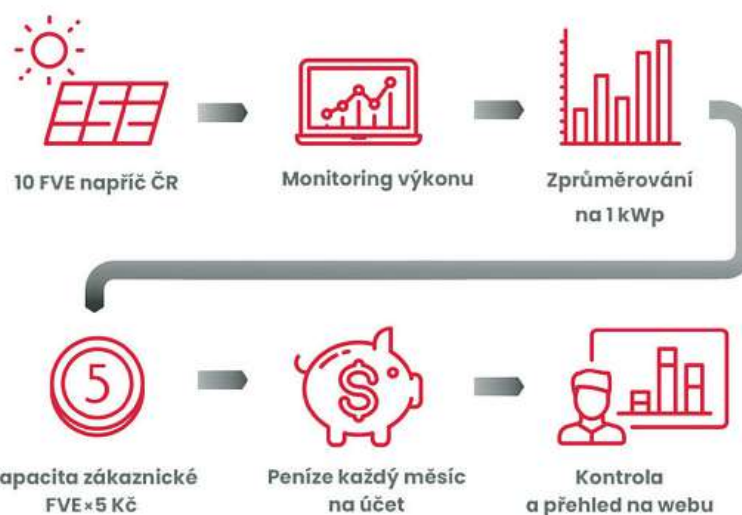 10 FVE napříč ČR
Monitoring výkonu
Zprůměrování
na 1 kWp
5
apacita zákaznické
FVE×5 Kč
$
Peníze každý měsíc
na účet
Kontrola
a přehled na webu